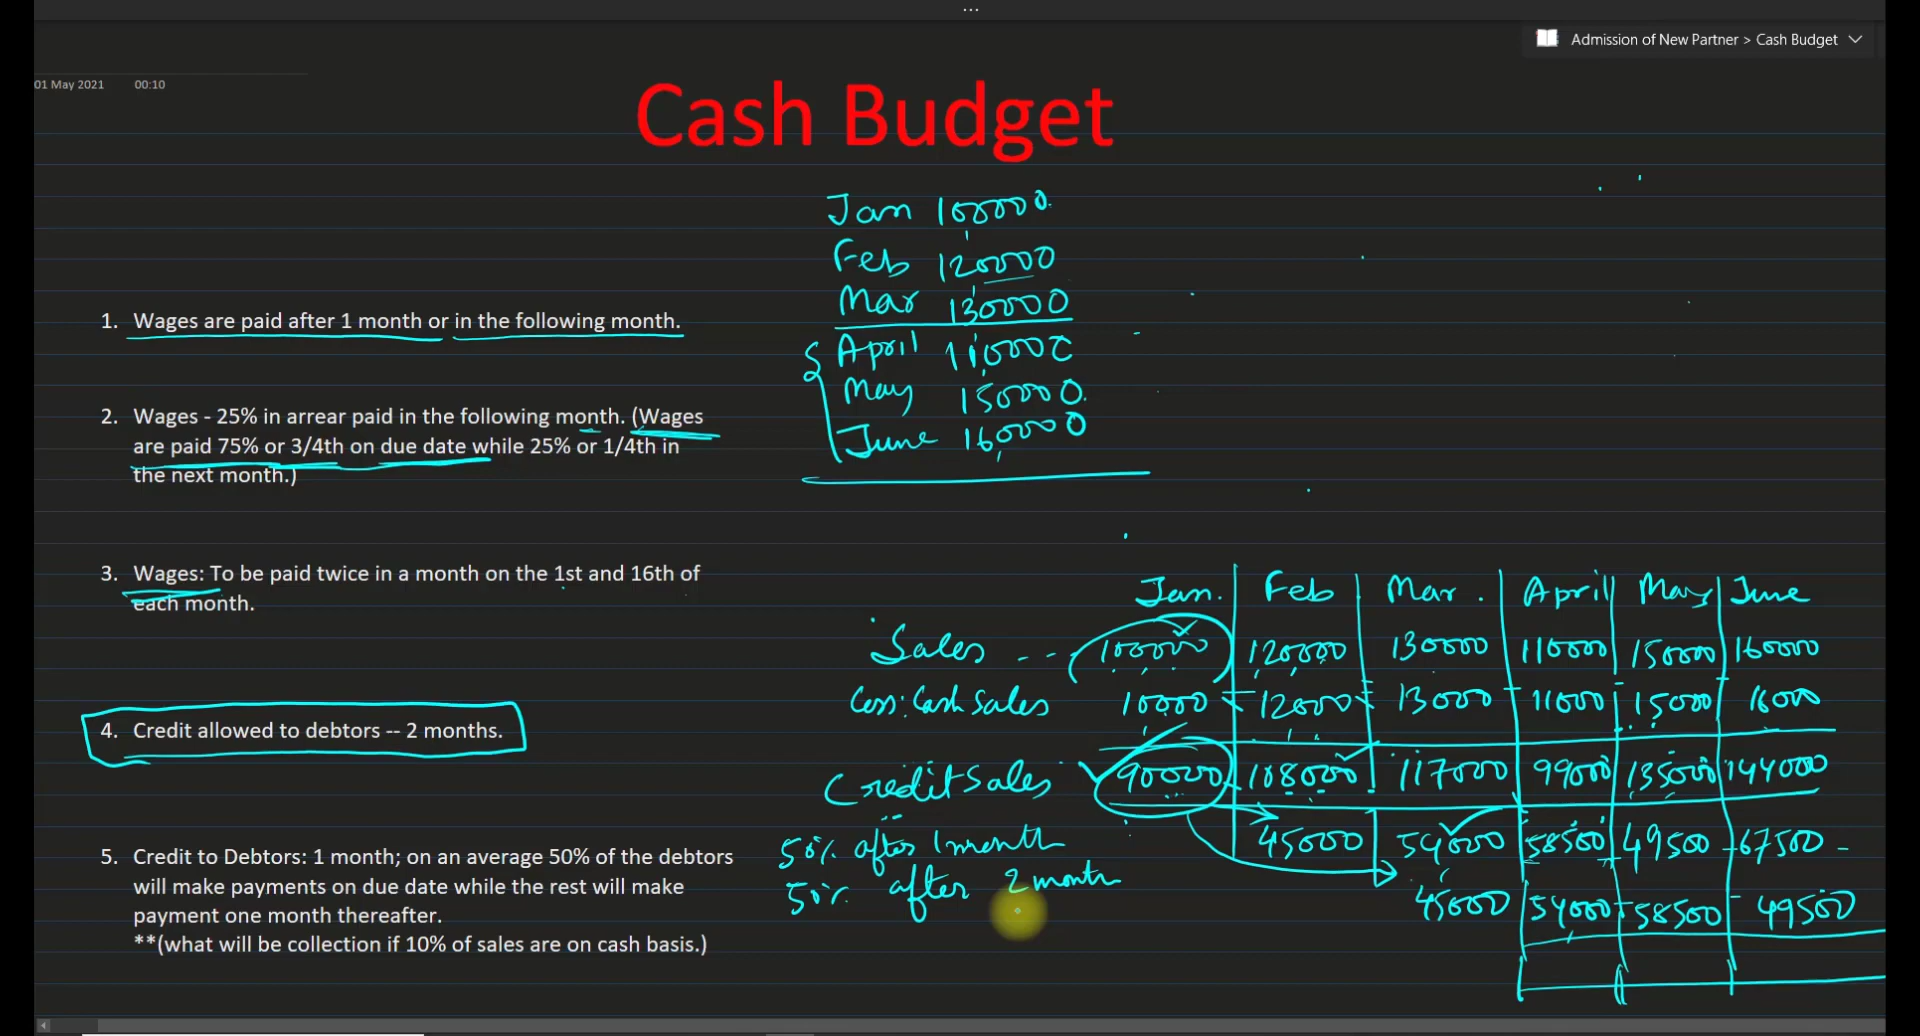 ...
Admission of New Partner > Cash Budget
01 May 2021 00:10
Cash Budget
Jan 100000
Feb 120000
Mar 130000
April 110000
May 150000
June 160000
1. Wages are paid after 1 month or in the following month.
2. Wages - 25% in arrear paid in the following month. (Wages
are paid 75% or 3/4th on due date while 25% or 1/4th in
the next month.)
3. Wages: To be paid twice in a month on the 1st and 16th of
each month.
4. Credit allowed to debtors -- 2 months.
5. Credit to Debtors: 1 month; on an average 50% of the debtors
will make payments on due date while the rest will make
payment one month thereafter.
**(what will be collection if 10% of sales are on cash basis.)
Jan. Feb Mar. April May June
Sales --- 100000 120000 130000 110000 150000 160000
Less: Cash Sales 10000 12000 13000 11000 15000 16000
Credit Sales 90000 108000 117000 99000 135000 144000
50% after 1 month 45000 54000 58500 49500 67500
50% after 2 month 45000 54000 58500 49500